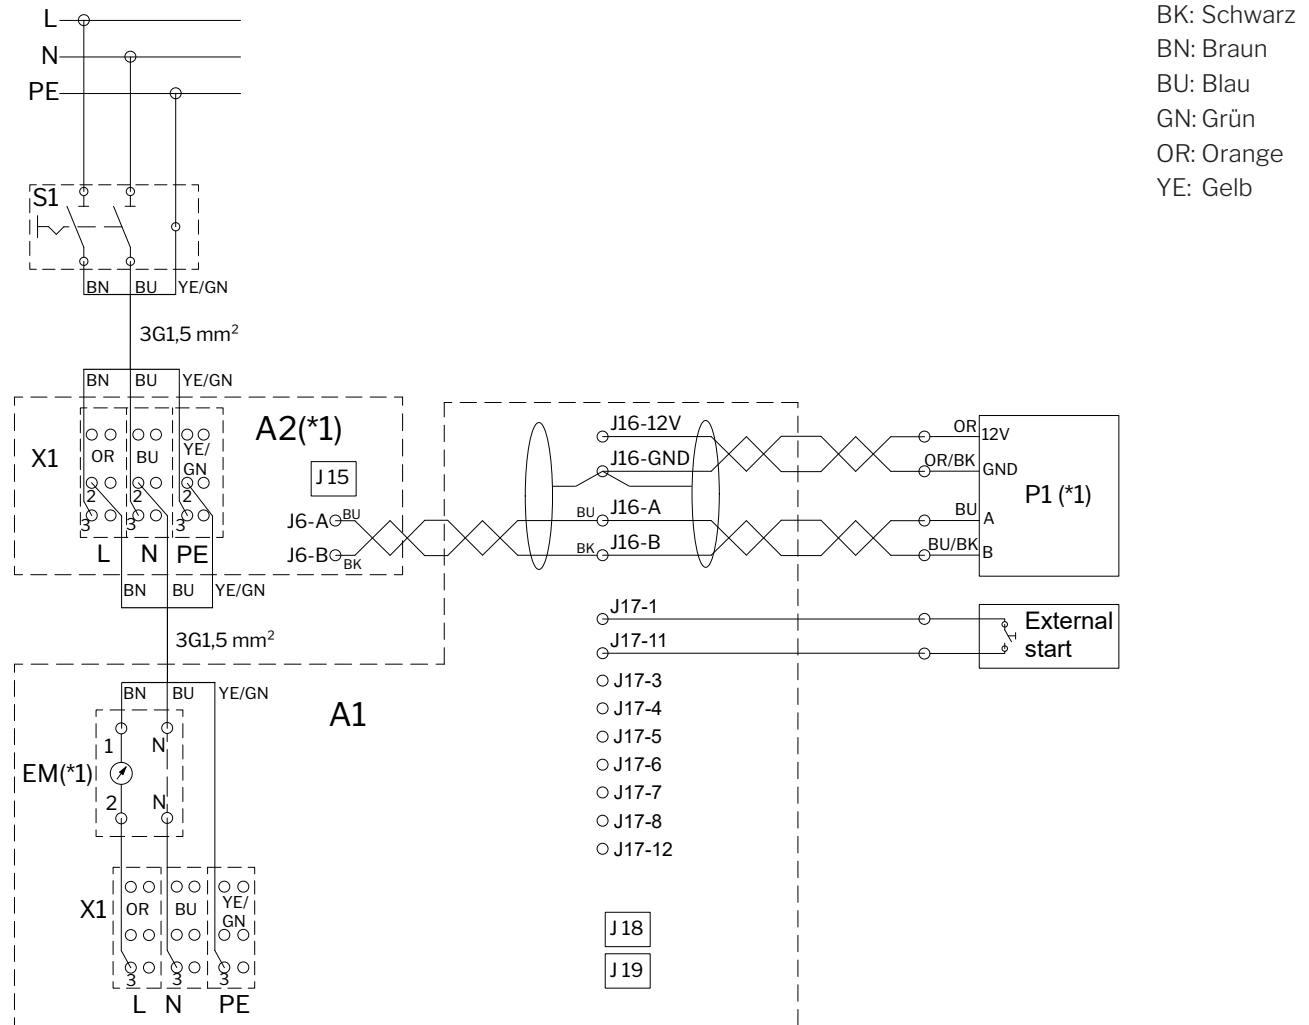 L
N
PE
BK: Schwarz
BN: Braun
BU: Blau
GN: Grün
OR: Orange
YE: Gelb
S1
BN BU YE/GN
3G1,5 mm²
BN BU YE/GN
A2(*1)
X1
OR BU YE/
GN
2 2 2
3 3 3
L N PE
J15
J6-A BU
J6-B BK
J16-12V
J16-GND
BU J16-A
BK J16-B
OR 12V
OR/BK GND
BU A
BU/BK B
P1 (*1)
BN BU YE/GN
3G1,5 mm²
J17-1
J17-11
External
start
J17-3
J17-4
J17-5
J17-6
J17-7
J17-8
J17-12
A1
BN BU YE/GN
1 N
EM(*1)
2 N
X1
OR BU YE/
GN
3 3 3
L N PE
J18
J19